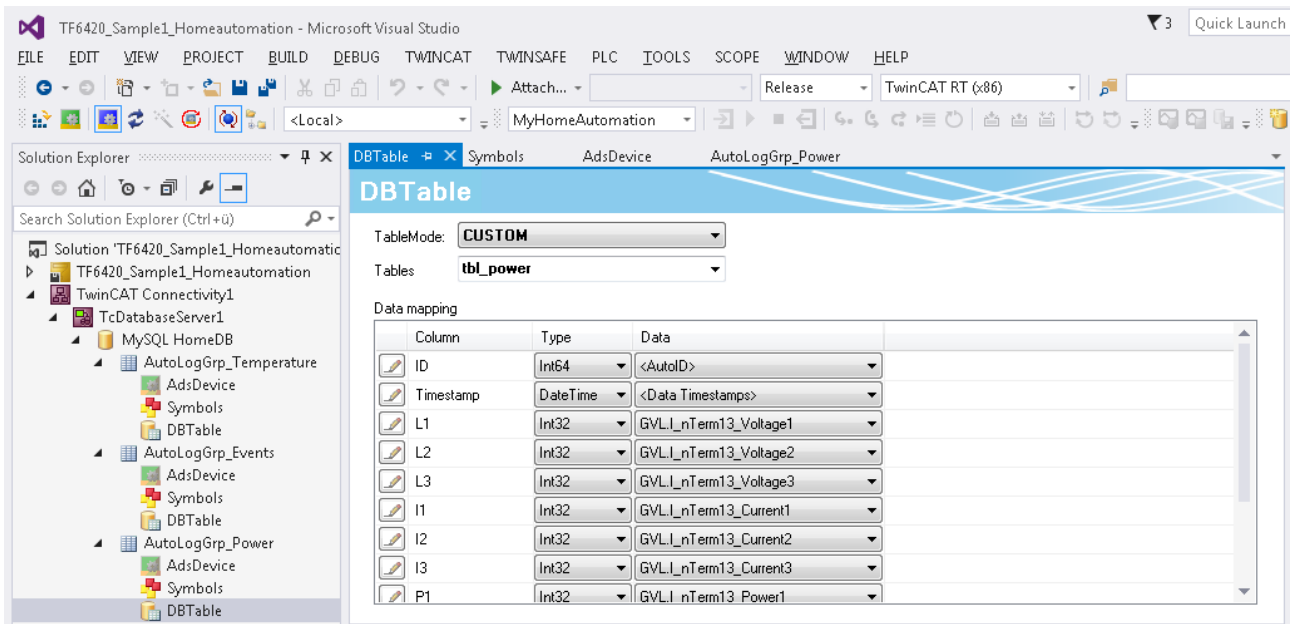 TF6420_Sample1_Homeautomation - Microsoft Visual Studio
3
Quick Launch
FILE EDIT VIEW PROJECT BUILD DEBUG TWINCAT TWINSAFE PLC TOOLS SCOPE WINDOW HELP
Attach... Release TwinCAT RT (x86)
<Local> MyHomeAutomation
Solution Explorer
Search Solution Explorer (Ctrl+ü)
Solution 'TF6420_Sample1_Homeautomatic
TF6420_Sample1_Homeautomation
TwinCAT Connectivity1
TcDatabaseServer1
MySQL HomeDB
AutoLogGrp_Temperature
AdsDevice
Symbols
DBTable
AutoLogGrp_Events
AdsDevice
Symbols
DBTable
AutoLogGrp_Power
AdsDevice
Symbols
DBTable
DBTable Symbols AdsDevice AutoLogGrp_Power
DBTable
TableMode: CUSTOM
Tables tbl_power
Data mapping
Column Type Data
ID Int64 <AutoID>
Timestamp DateTime <Data Timestamps>
L1 Int32 GVL.I_nTerm13_Voltage1
L2 Int32 GVL.I_nTerm13_Voltage2
L3 Int32 GVL.I_nTerm13_Voltage3
I1 Int32 GVL.I_nTerm13_Current1
I2 Int32 GVL.I_nTerm13_Current2
I3 Int32 GVL.I_nTerm13_Current3
P1 Int32 GVL.I_nTerm13_Power1